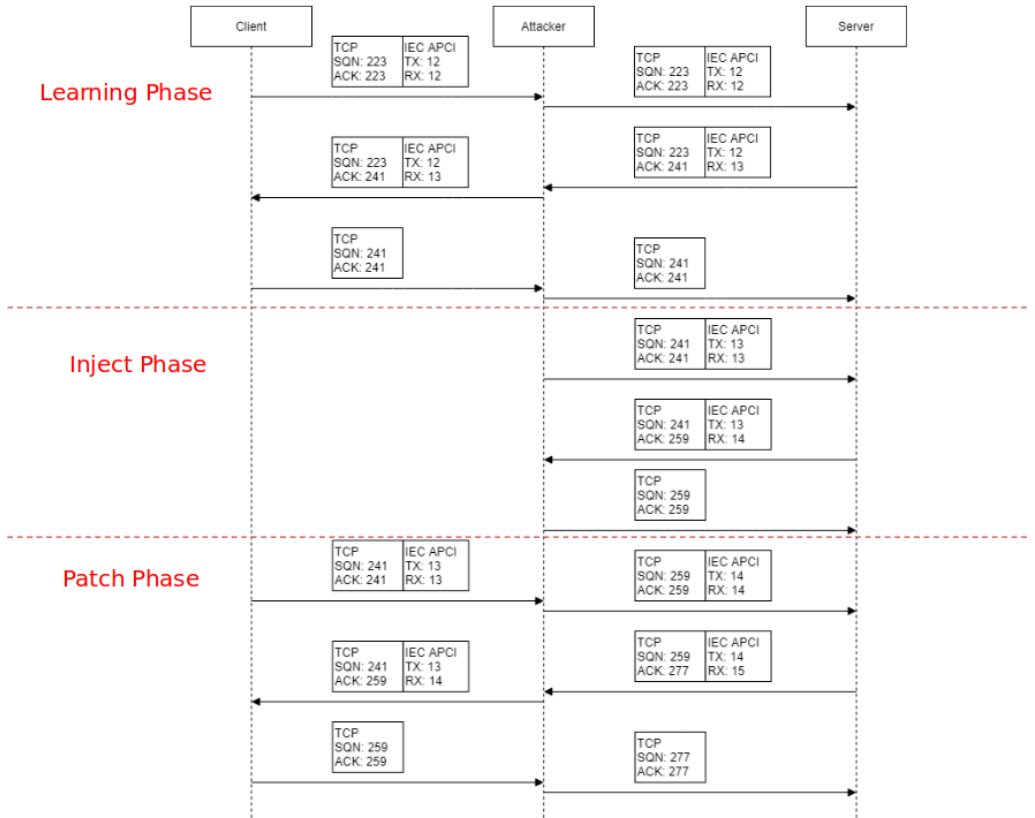 Client
Attacker
Server
Learning Phase
TCP IEC APCI
SQN: 223 TX: 12
ACK: 223 RX: 12
TCP IEC APCI
SQN: 223 TX: 12
ACK: 223 RX: 12
TCP IEC APCI
SQN: 223 TX: 12
ACK: 241 RX: 13
TCP IEC APCI
SQN: 223 TX: 12
ACK: 241 RX: 13
TCP
SQN: 241
ACK: 241
TCP
SQN: 241
ACK: 241
Inject Phase
TCP IEC APCI
SQN: 241 TX: 13
ACK: 241 RX: 13
TCP IEC APCI
SQN: 241 TX: 13
ACK: 259 RX: 14
TCP
SQN: 259
ACK: 259
Patch Phase
TCP IEC APCI
SQN: 241 TX: 13
ACK: 241 RX: 13
TCP IEC APCI
SQN: 259 TX: 14
ACK: 259 RX: 14
TCP IEC APCI
SQN: 259 TX: 14
ACK: 277 RX: 15
TCP IEC APCI
SQN: 241 TX: 13
ACK: 259 RX: 14
TCP
SQN: 259
ACK: 259
TCP
SQN: 277
ACK: 277